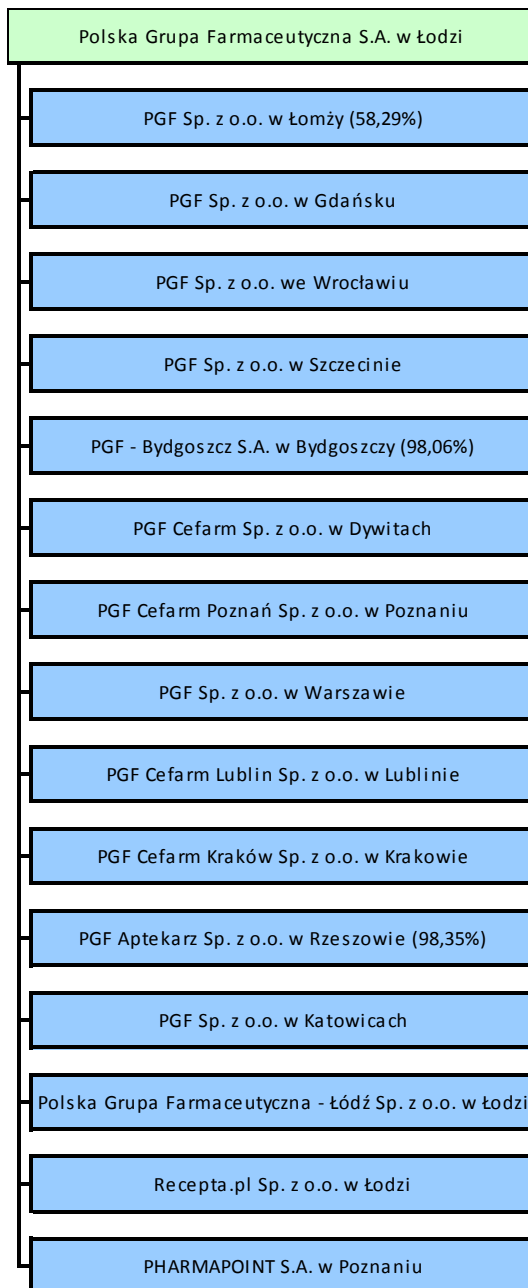 Polska Grupa Farmaceutyczna S.A. w Łodzi
PGF Sp. z o.o. w Łomży (58,29%)
PGF Sp. z o.o. w Gdańsku
PGF Sp. z o.o. we Wrocławiu
PGF Sp. z o.o. w Szczecinie
PGF - Bydgoszcz S.A. w Bydgoszczy (98,06%)
PGF Cefarm Sp. z o.o. w Dywitach
PGF Cefarm Poznań Sp. z o.o. w Poznaniu
PGF Sp. z o.o. w Warszawie
PGF Cefarm Lublin Sp. z o.o. w Lublinie
PGF Cefarm Kraków Sp. z o.o. w Krakowie
PGF Aptekarz Sp. z o.o. w Rzeszowie (98,35%)
PGF Sp. z o.o. w Katowicach
Polska Grupa Farmaceutyczna - Łódź Sp. z o.o. w Łodzi
Recepta.pl Sp. z o.o. w Łodzi
PHARMAPOINT S.A. w Poznaniu